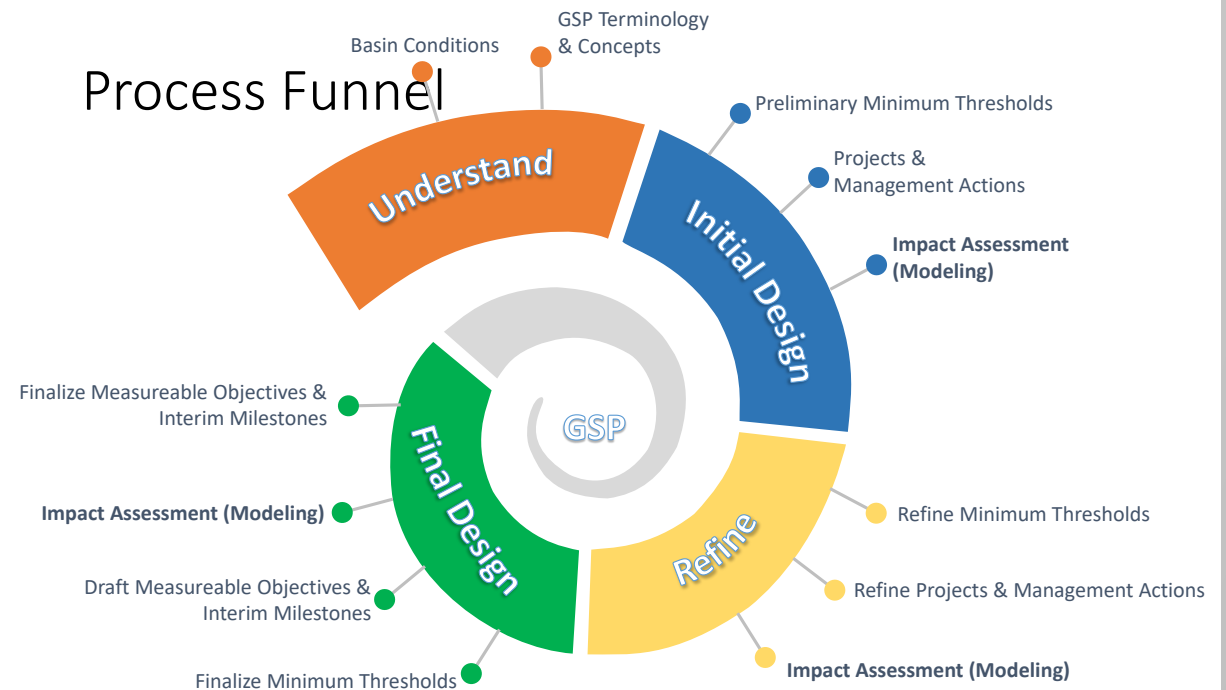 Process Funnel
Basin Conditions
GSP Terminology
& Concepts
Understand
Preliminary Minimum Thresholds
Projects &
Management Actions
Impact Assessment
(Modeling)
Initial Design
Refine Minimum Thresholds
Refine Projects & Management Actions
Impact Assessment (Modeling)
Refine
Finalize Minimum Thresholds
Draft Measureable Objectives &
Interim Milestones
Impact Assessment (Modeling)
Finalize Measureable Objectives &
Interim Milestones
Final Design
GSP